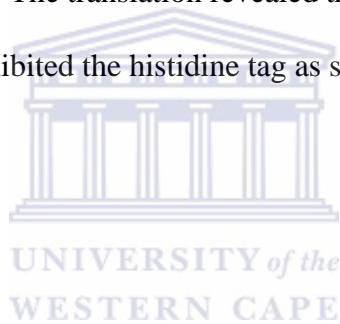 The translation revealed t
ibited the histidine tag as s
UNIVERSITY of the
WESTERN CAPE